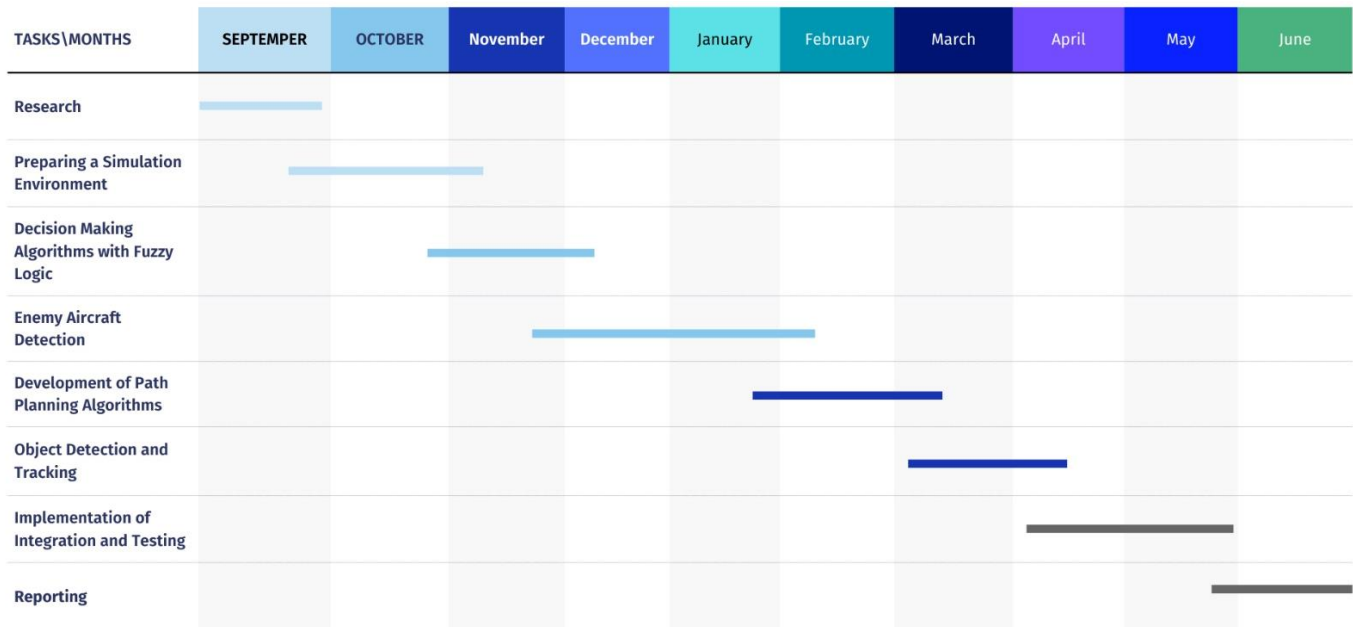 TASKS\MONTHS SEPTEMPER OCTOBER November December January February March April May June
Research
Preparing a Simulation
Environment
Decision Making
Algorithms with Fuzzy
Logic
Enemy Aircraft
Detection
Development of Path
Planning Algorithms
Object Detection and
Tracking
Implementation of
Integration and Testing
Reporting